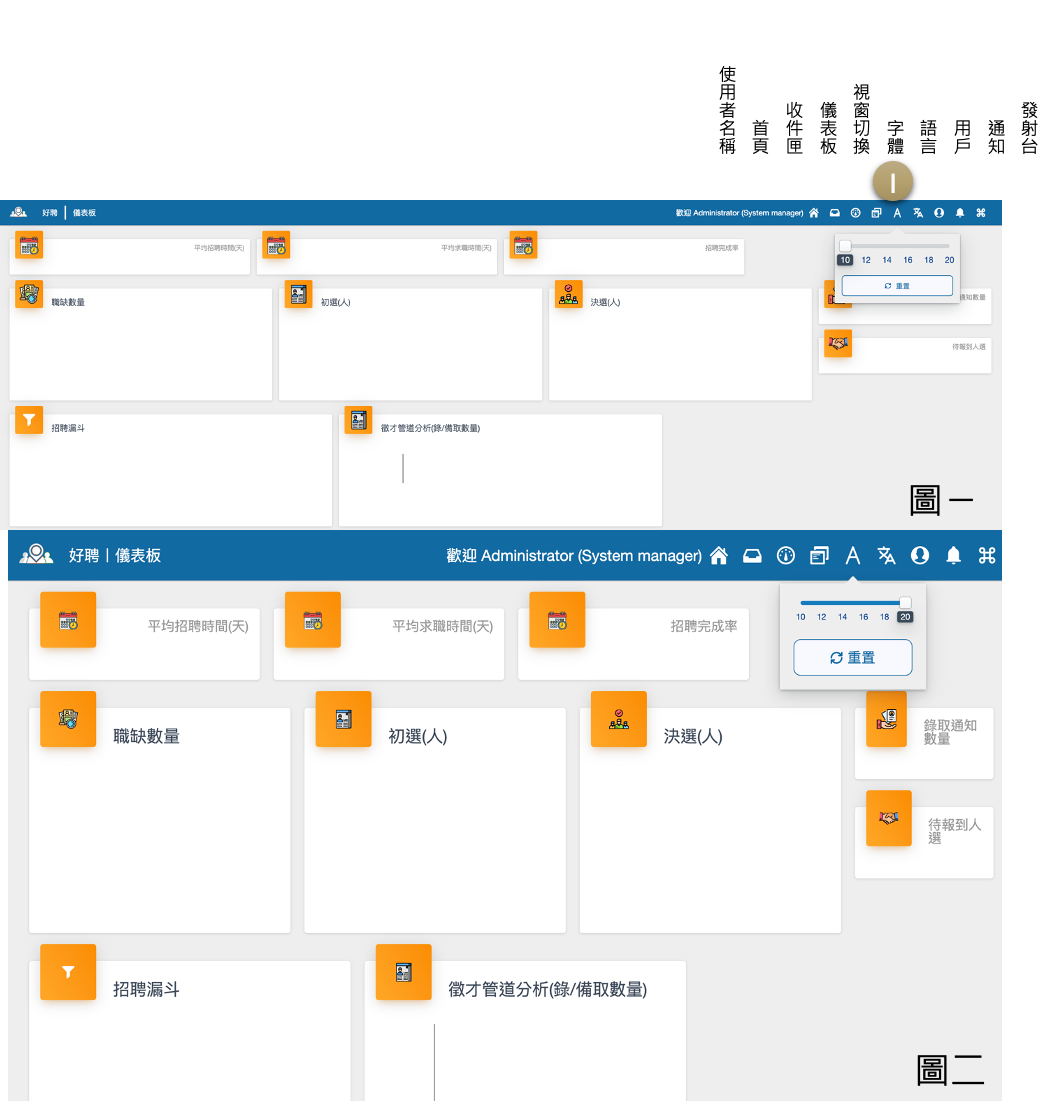 使用者名稱
首頁
收件匣
儀表板
視窗切換
字體
語言
用戶
通知
發射台
1
好聘 | 儀表板
歡迎 Administrator (System manager)
平均招聘時間(天)
平均求職時間(天)
招聘完成率
10 12 14 16 18 20
重置
職缺數量
初選(人)
決選(人)
通知數量
待報到人選
招聘漏斗
徵才管道分析(錄/備取數量)
圖一
好聘 | 儀表板
歡迎 Administrator (System manager)
平均招聘時間(天)
平均求職時間(天)
招聘完成率
10 12 14 16 18 20
重置
職缺數量
初選(人)
決選(人)
錄取通知
數量
待報到人
選
招聘漏斗
徵才管道分析(錄/備取數量)
圖二